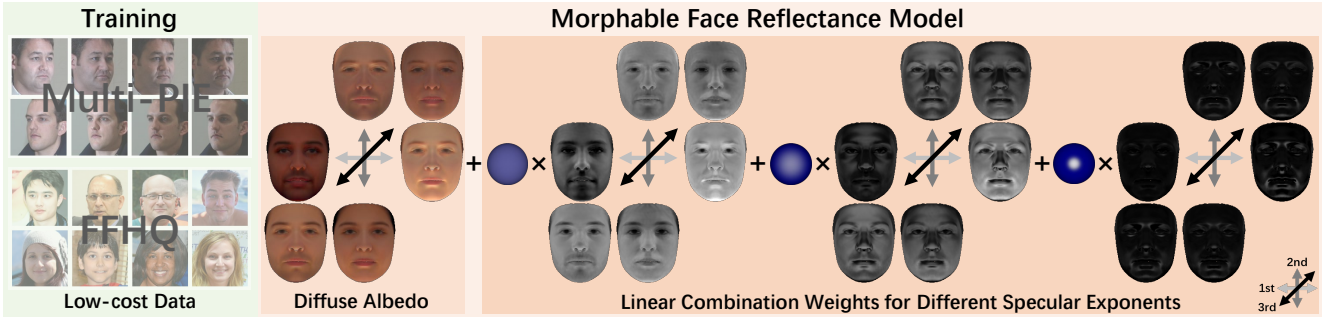 Training
Morphable Face Reflectance Model
Multi-PIE
FFHQ
+
×
+
×
+
×
Low-cost Data
Diffuse Albedo
Linear Combination Weights for Different Specular Exponents
2nd
1st
3rd